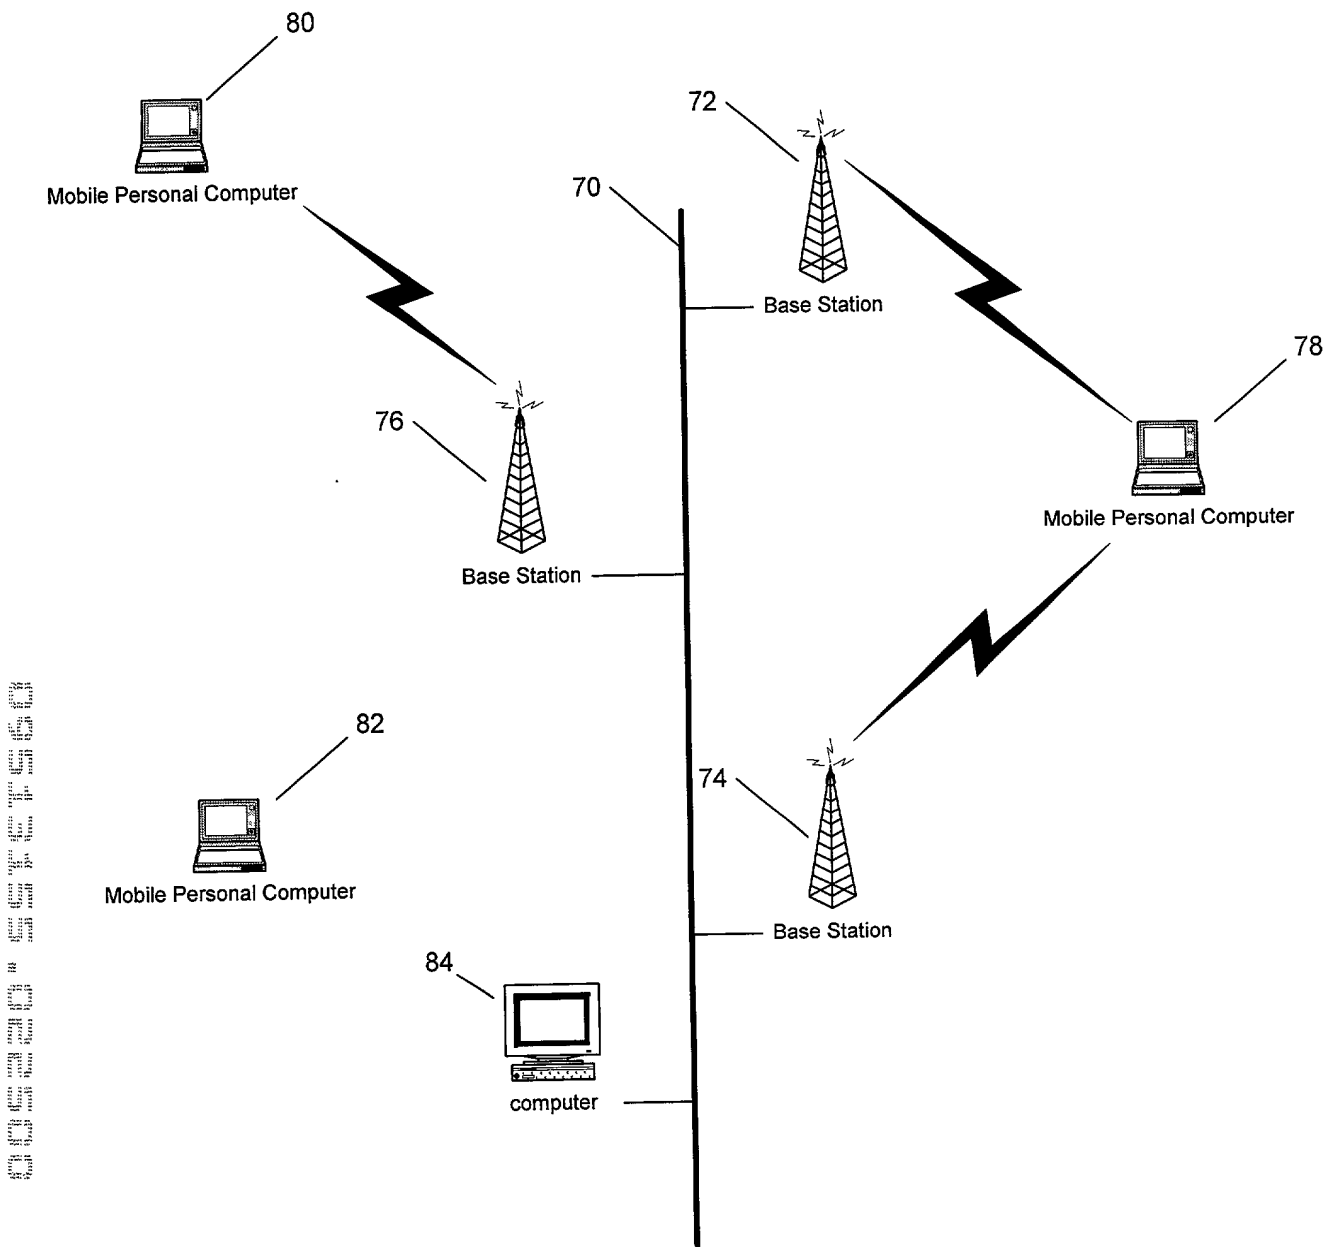 80
72
Mobile Personal Computer
70
Base Station
78
76
Mobile Personal Computer
Base Station
82
74
Mobile Personal Computer
Base Station
84
computer